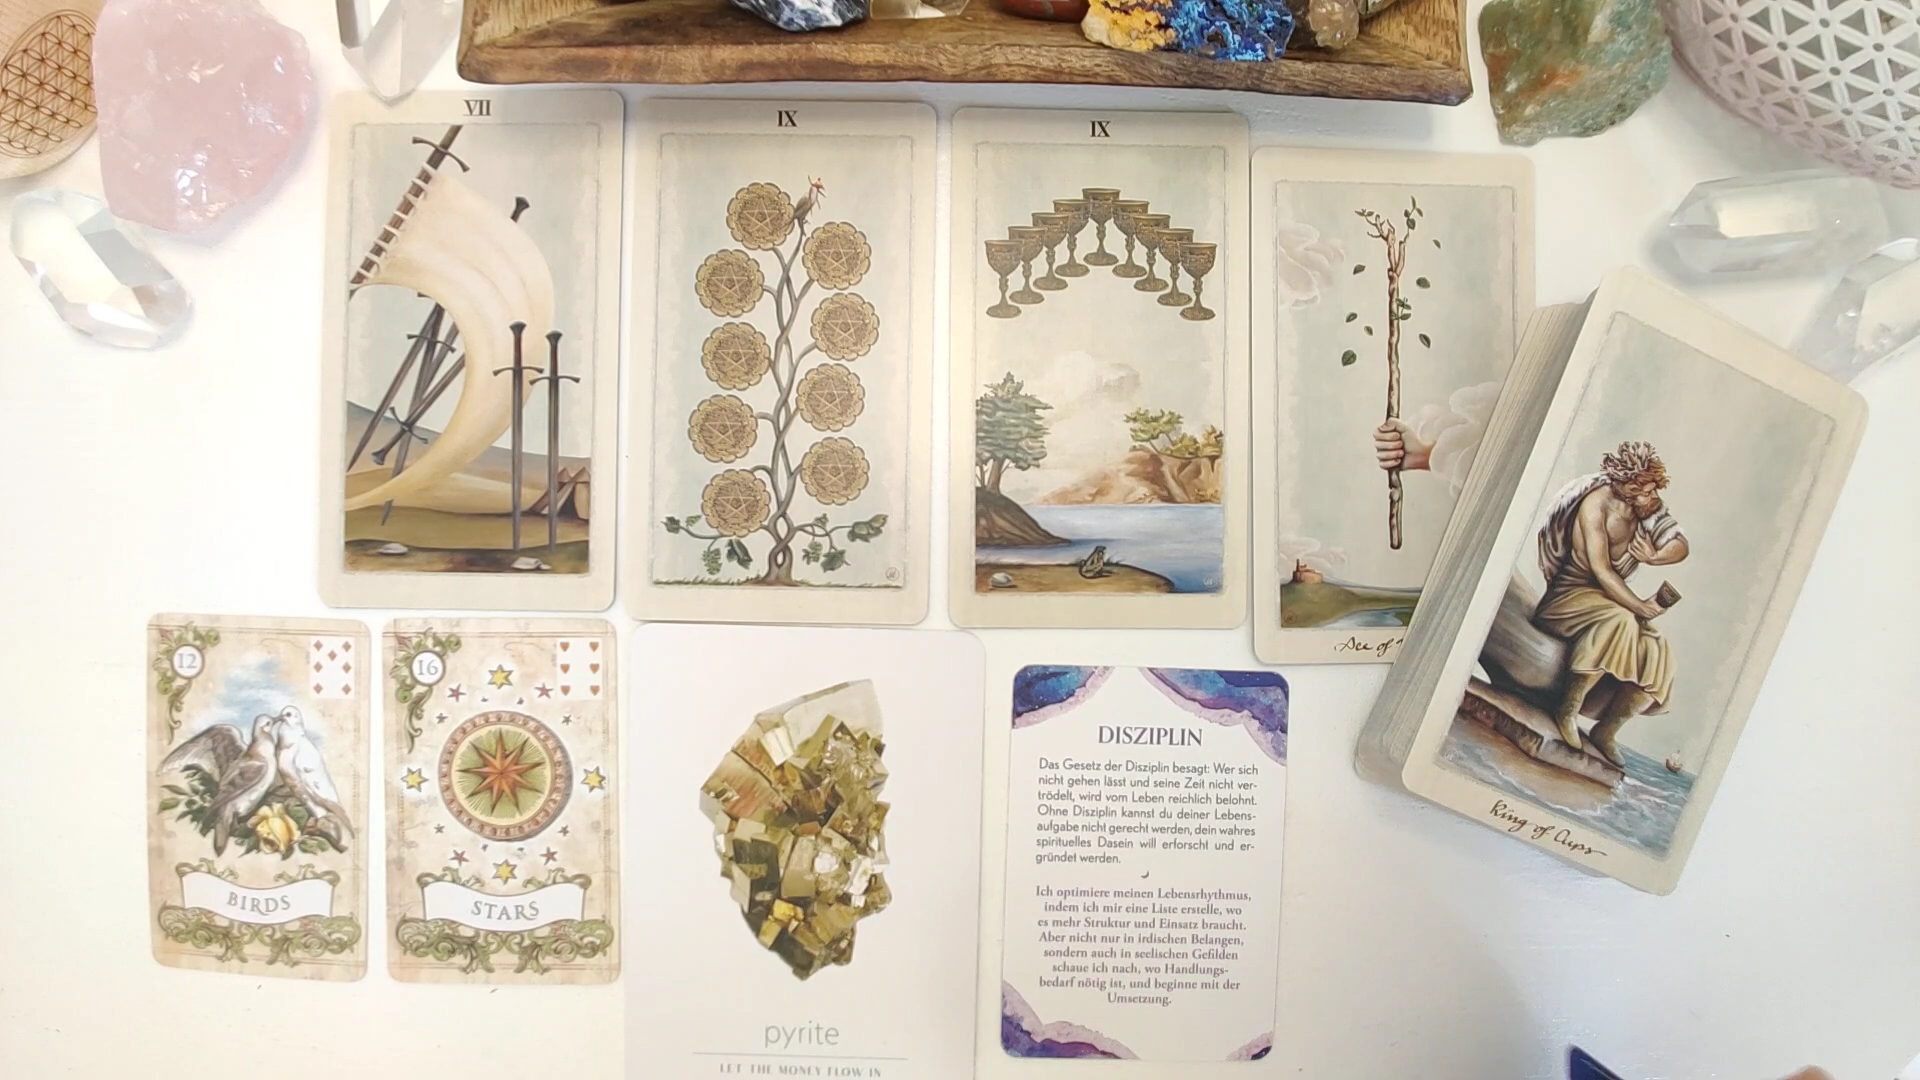 VII
IX
IX
Ace of
King of Cups
12
BIRDS
16
STARS
pyrite
LET THE MONEY FLOW IN
DISZIPLIN
Das Gesetz der Disziplin besagt: Wer sich
nicht gehen lässt und seine Zeit nicht ver-
trödelt, wird vom Leben reichlich belohnt.
Ohne Disziplin kannst du deiner Lebens-
aufgabe nicht gerecht werden, dein wahres
spirituelles Dasein will erforscht und er-
gründet werden.
Ich optimiere meinen Lebensrhythmus,
indem ich mir eine Liste erstelle, wo
es mehr Struktur und Einsatz braucht.
Aber nicht nur in irdischen Belangen,
sondern auch in seelischen Gefilden
schaue ich nach, wo Handlungs-
bedarf nötig ist, und beginne mit der
Umsetzung.